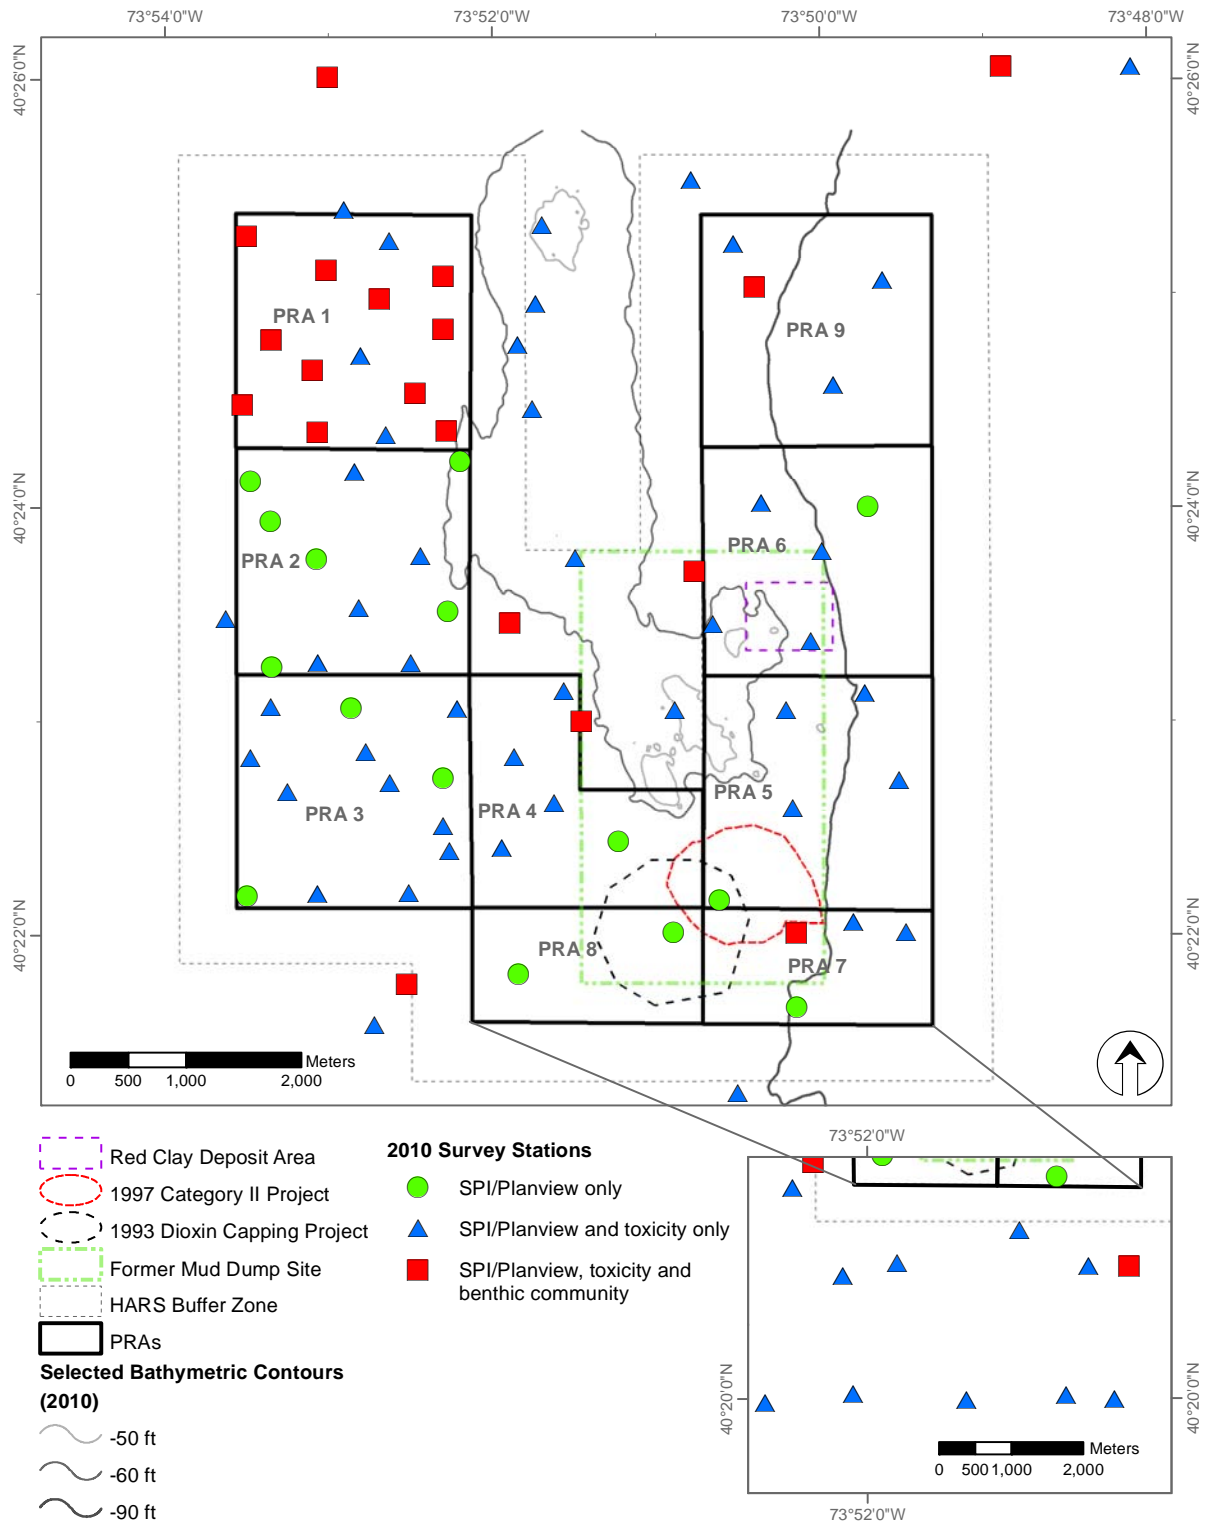 73°54'0"W
73°52'0"W
73°50'0"W
73°48'0"W
40°26'0"N
40°26'0"N
PRA 1
PRA 9
40°24'0"N
40°24'0"N
PRA 2
PRA 6
PRA 3
PRA 4
PRA 5
40°22'0"N
40°22'0"N
PRA 8
PRA 7
Meters
0 500 1,000 2,000
Red Clay Deposit Area
1997 Category II Project
1993 Dioxin Capping Project
Former Mud Dump Site
HARS Buffer Zone
PRAs
Selected Bathymetric Contours
(2010)
-50 ft
-60 ft
-90 ft
2010 Survey Stations
SPI/Planview only
SPI/Planview and toxicity only
SPI/Planview, toxicity and
benthic community
73°52'0"W
40°20'0"N
40°20'0"N
Meters
0 500 1,000 2,000
73°52'0"W